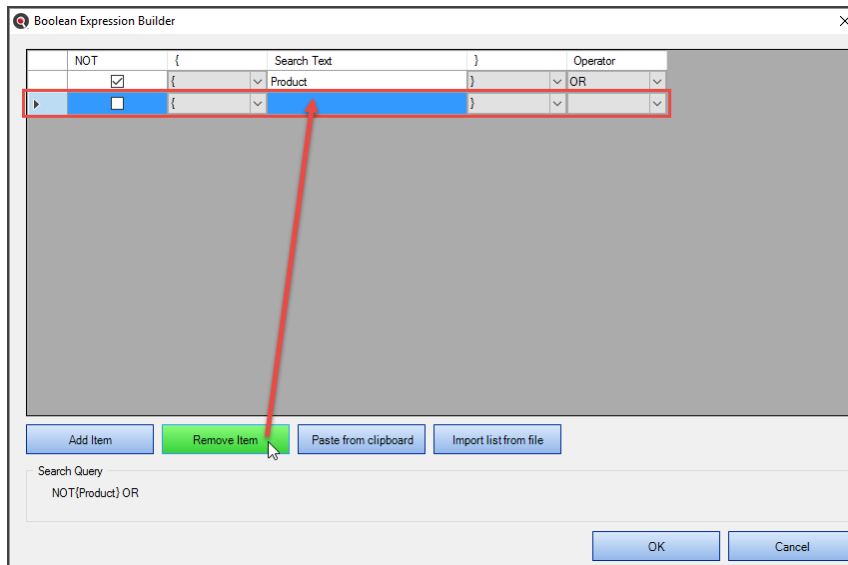 Boolean Expression Builder
NOT { Search Text } Operator
{ Product } OR
{ }
Add Item Remove Item Paste from clipboard Import list from file
Search Query
NOT{Product} OR
OK Cancel